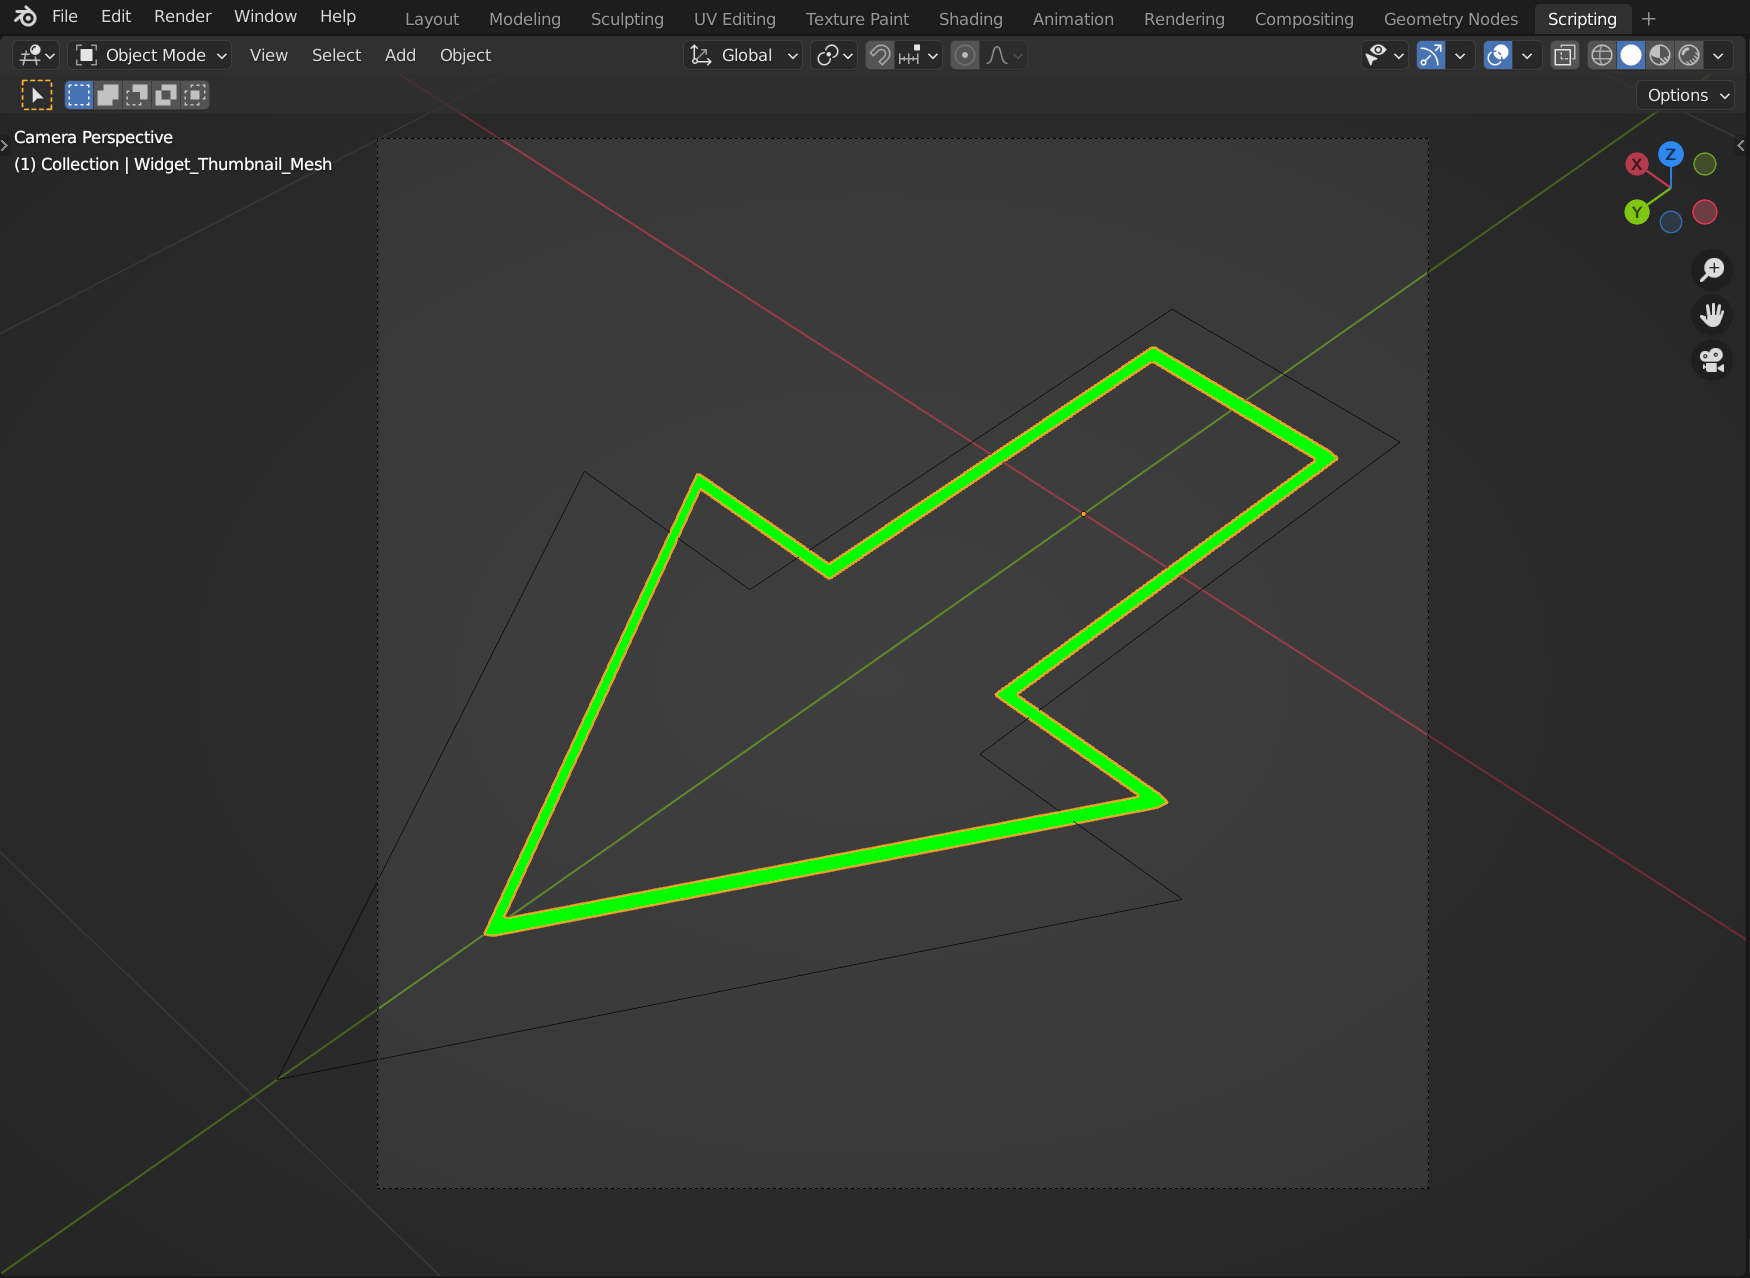 File Edit Render Window Help Layout Modeling Sculpting UV Editing Texture Paint Shading Animation Rendering Compositing Geometry Nodes Scripting +
Object Mode View Select Add Object Global
Options
Camera Perspective
(1) Collection | Widget_Thumbnail_Mesh
X Z
Y